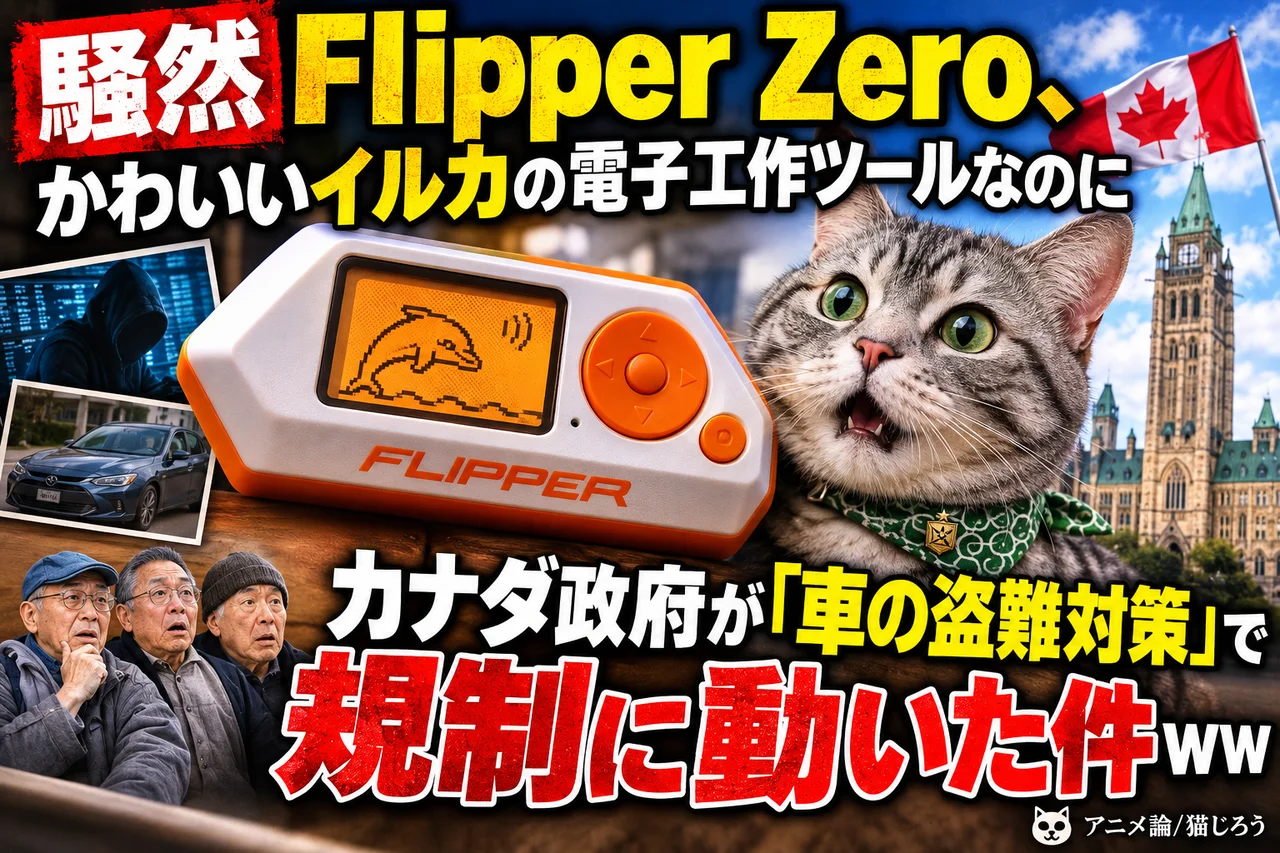 騒然 Flipper Zero、
かわいいイルカの電子工作ツールなのに
FLIPPER
カナダ政府が「車の盗難対策」で
規制に動いた件ww
アニメ論/猫じろう